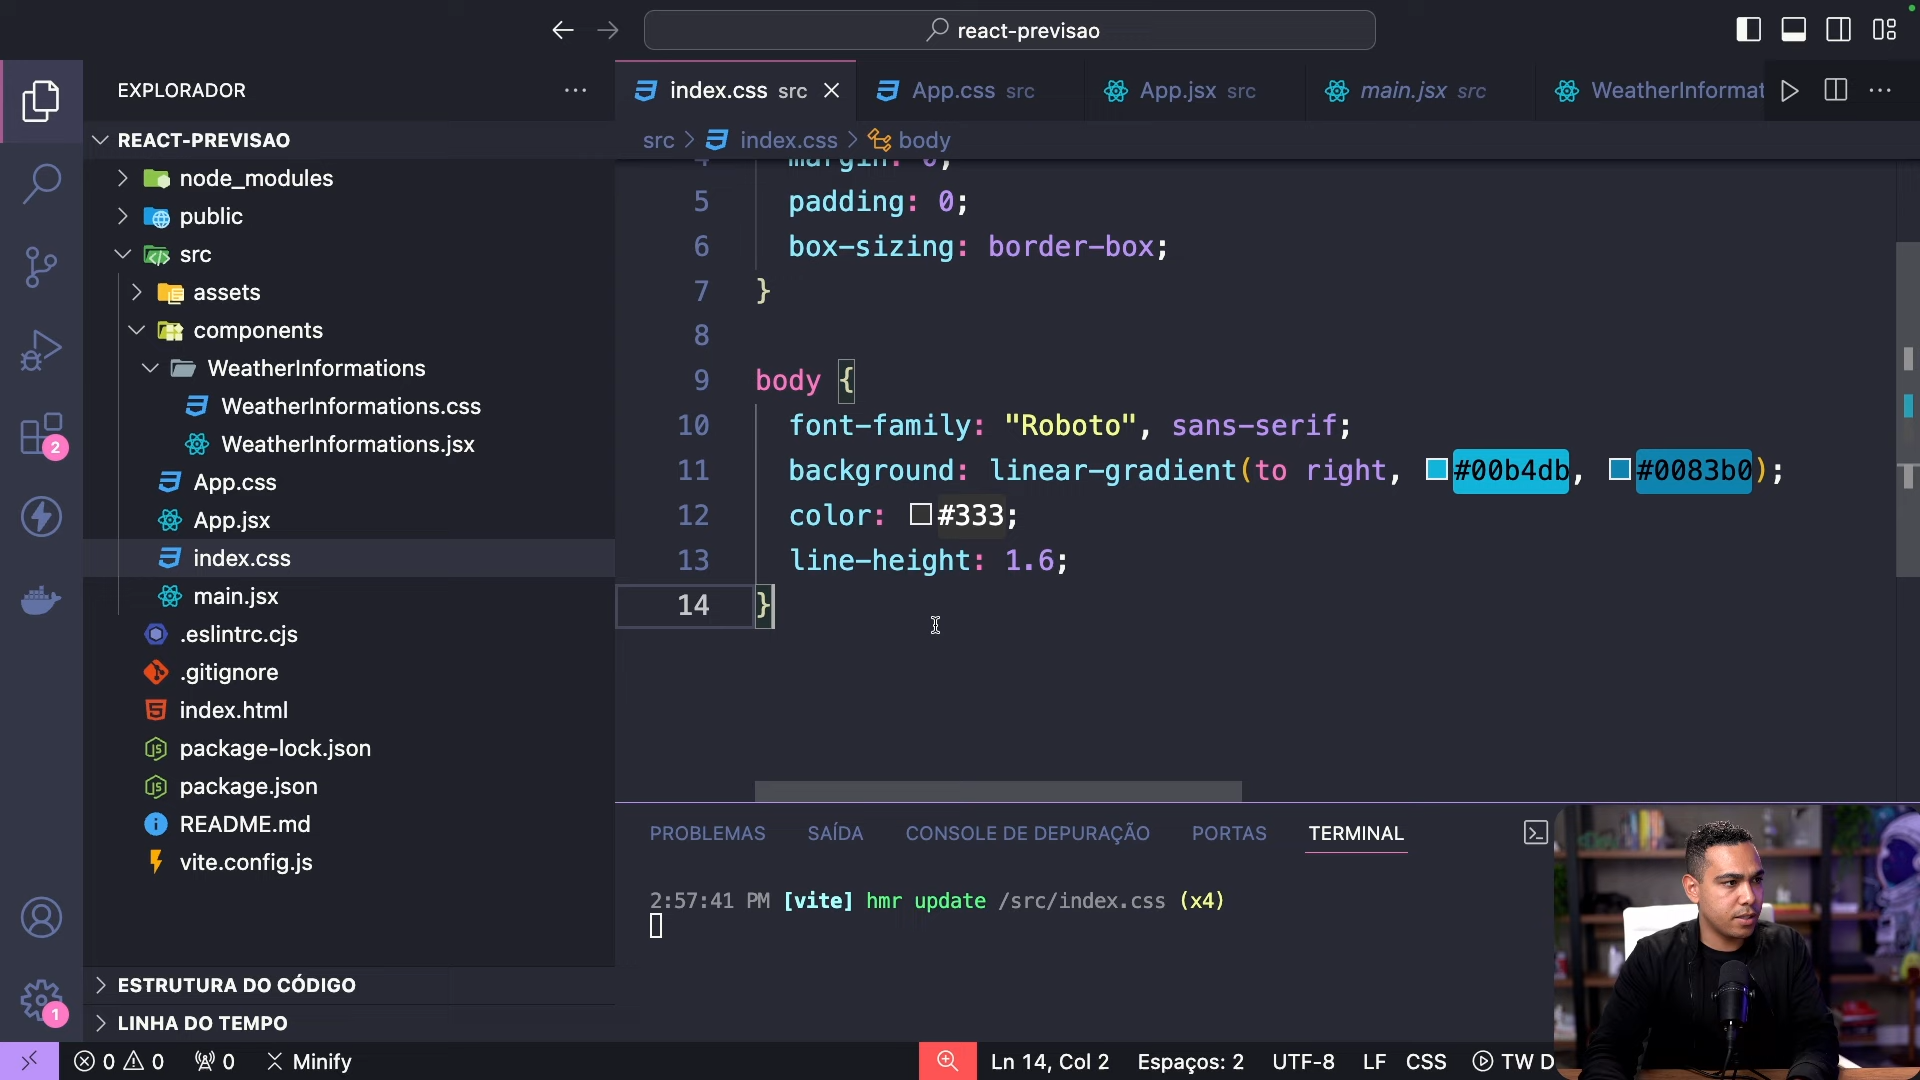 react-previsao
EXPLORADOR
REACT-PREVISAO
node_modules
public
src
assets
components
WeatherInformations
WeatherInformations.css
WeatherInformations.jsx
App.css
App.jsx
index.css
main.jsx
.eslintrc.cjs
.gitignore
index.html
package-lock.json
package.json
README.md
vite.config.js
ESTRUTURA DO CÓDIGO
LINHA DO TEMPO
2
1
index.css src
App.css src
App.jsx src
main.jsx src
WeatherInformat
src > index.css > body
4 margin: 0;
5 padding: 0;
6 box-sizing: border-box;
7 }
8
9 body {
10 font-family: "Roboto", sans-serif;
11 background: linear-gradient(to right, #00b4db, #0083b0);
12 color: #333;
13 line-height: 1.6;
14 }
PROBLEMAS SAÍDA CONSOLE DE DEPURAÇÃO PORTAS TERMINAL
2:57:41 PM [vite] hmr update /src/index.css (x4)
0 0 0 Minify Ln 14, Col 2 Espaços: 2 UTF-8 LF CSS TW D